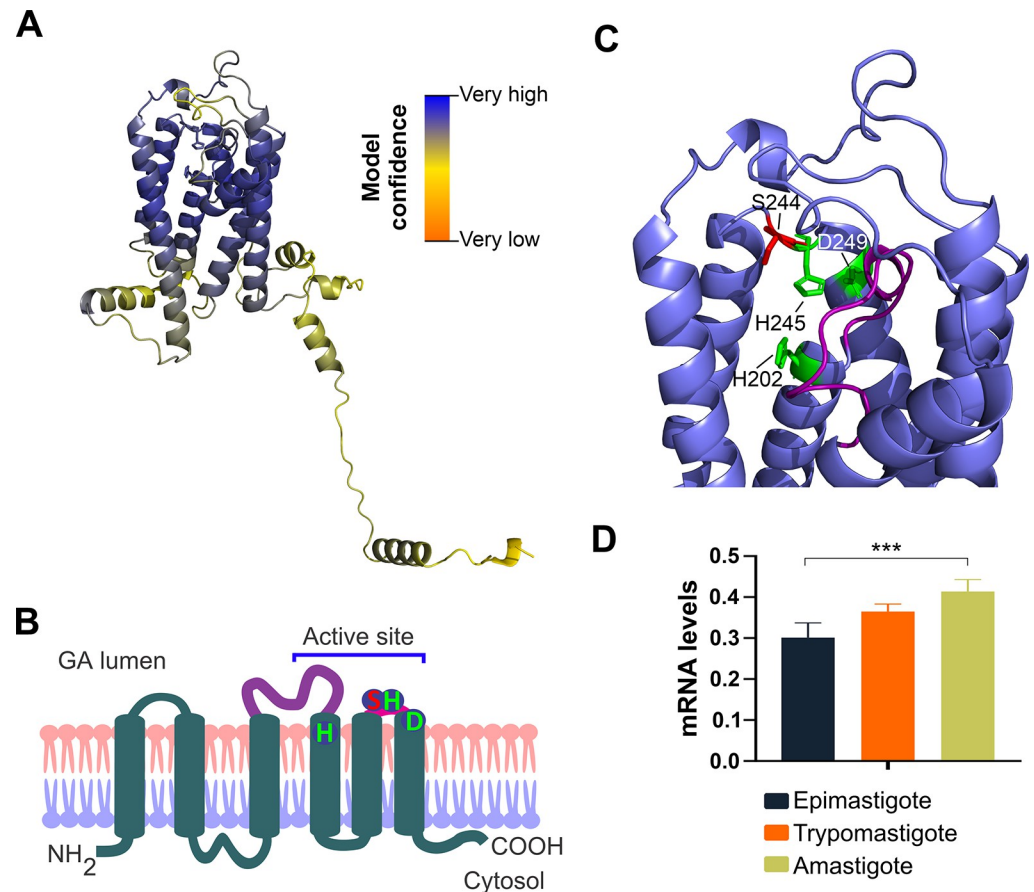 A
Model
confidence
Very high
Very low
C
S244
D249
H245
H202
B
Active site
GA lumen
S
H
H
D
NH2
COOH
Cytosol
D
***
mRNA levels
0.5
0.4
0.3
0.2
0.1
0.0
Epimastigote
Trypomastigote
Amastigote